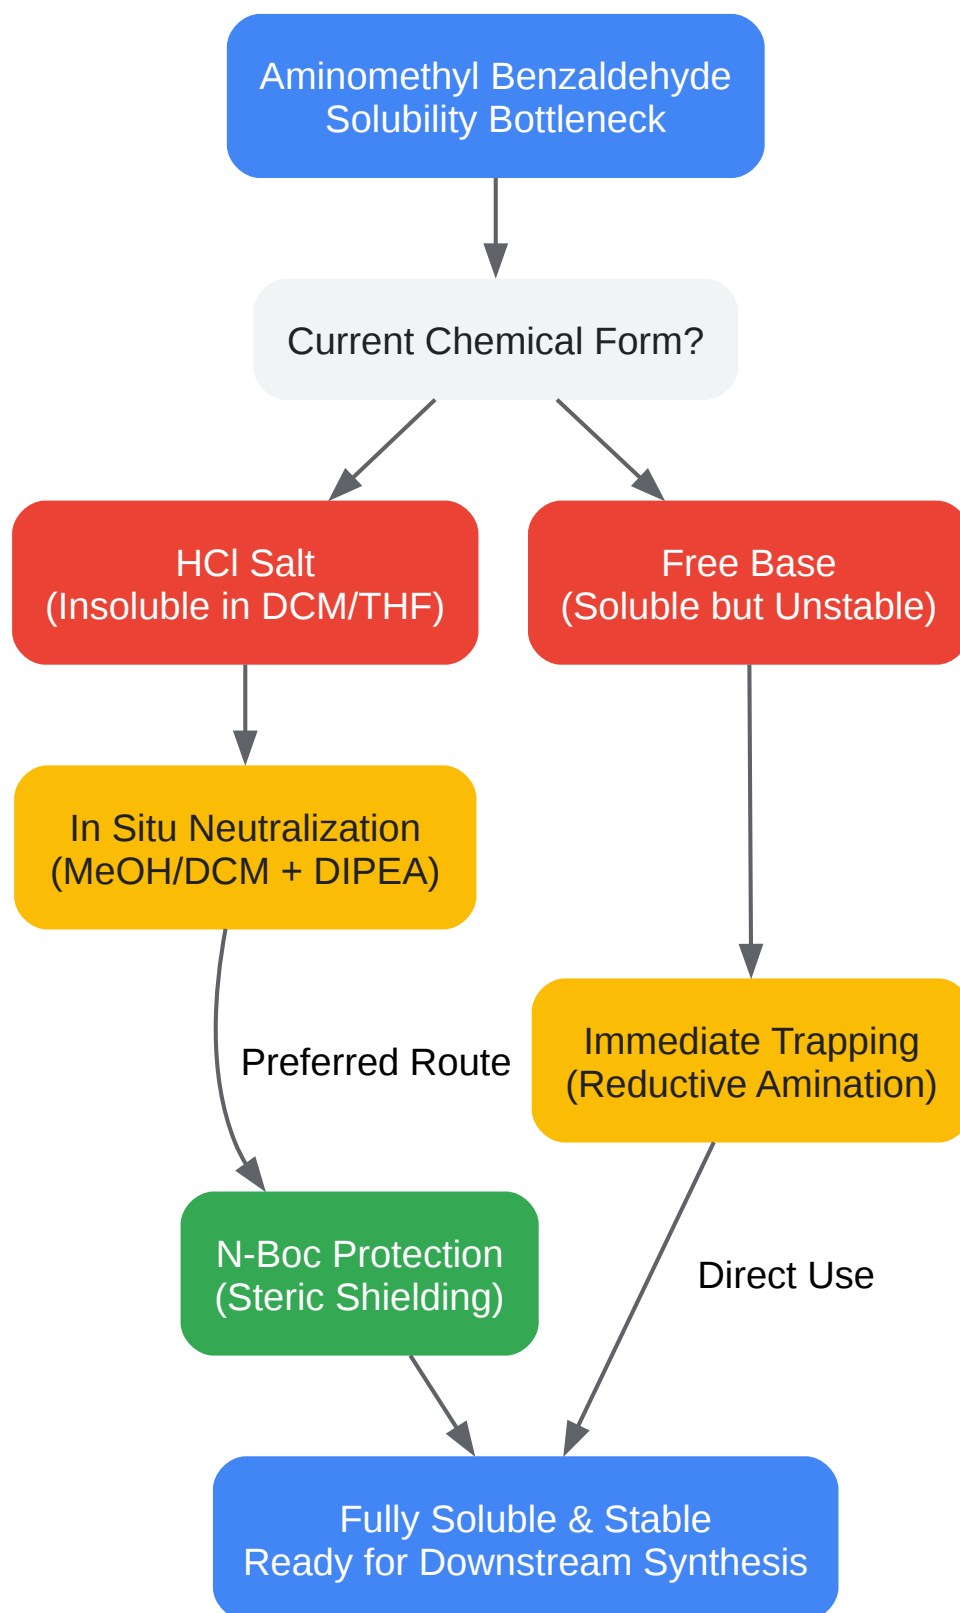 Aminomethyl Benzaldehyde
Solubility Bottleneck
Current Chemical Form?
HCl Salt
(Insoluble in DCM/THF)
Free Base
(Soluble but Unstable)
In Situ Neutralization
(MeOH/DCM + DIPEA)
Immediate Trapping
(Reductive Amination)
Preferred Route
N-Boc Protection
(Steric Shielding)
Direct Use
Fully Soluble & Stable
Ready for Downstream Synthesis